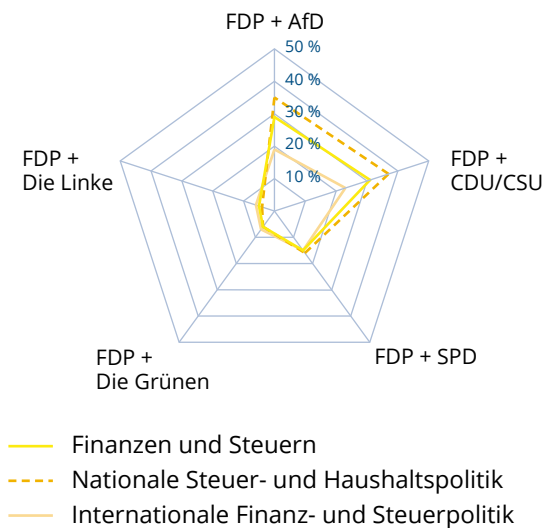 FDP + AfD
50 %
40 %
30 %
20 %
10 %
FDP +
Die Linke
FDP +
CDU/CSU
FDP +
Die Grünen
FDP + SPD
Finanzen und Steuern
Nationale Steuer- und Haushaltspolitik
Internationale Finanz- und Steuerpolitik